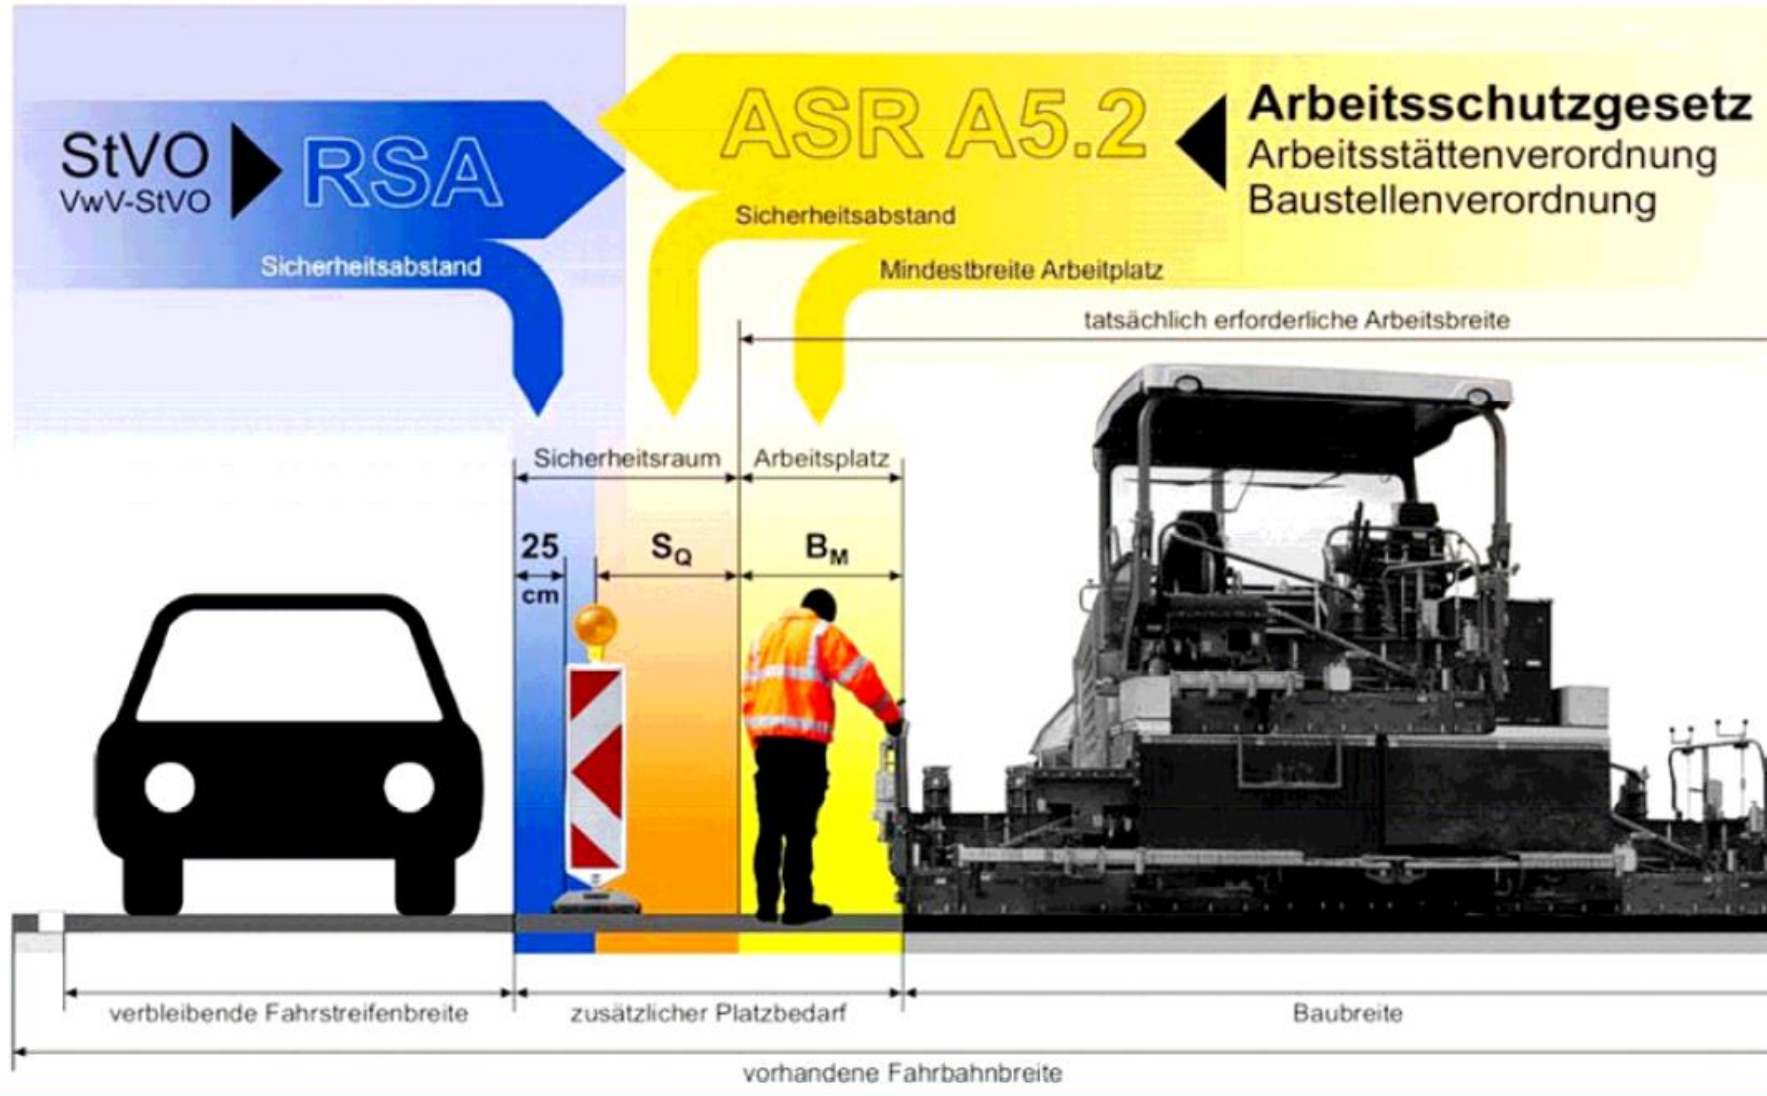 StVO
VwV-StVO
RSA
Sicherheitsabstand
ASR A5.2
Arbeitsschutzgesetz
Arbeitsstättenverordnung
Baustellenverordnung
Sicherheitsabstand
Mindestbreite Arbeitplatz
tatsächlich erforderliche Arbeitsbreite
Sicherheitsraum
Arbeitsplatz
25
cm
SQ
BM
verbleibende Fahrstreifenbreite
zusätzlicher Platzbedarf
Baubreite
vorhandene Fahrbahnbreite